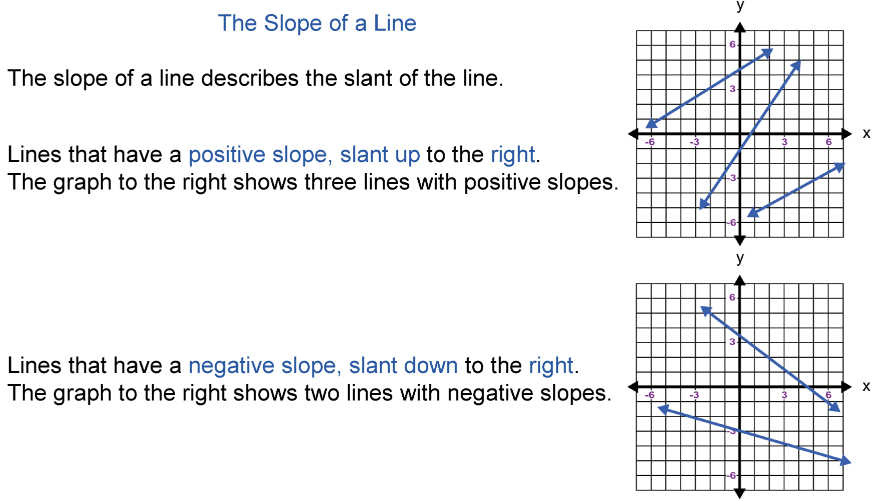 The Slope of a Line
The slope of a line describes the slant of the line.
Lines that have a positive slope, slant up to the right.
The graph to the right shows three lines with positive slopes.
y
6
3
-6 -3 3 6 x
-3
-6
Lines that have a negative slope, slant down to the right.
The graph to the right shows two lines with negative slopes.
y
6
3
-6 -3 3 6 x
-3
-6